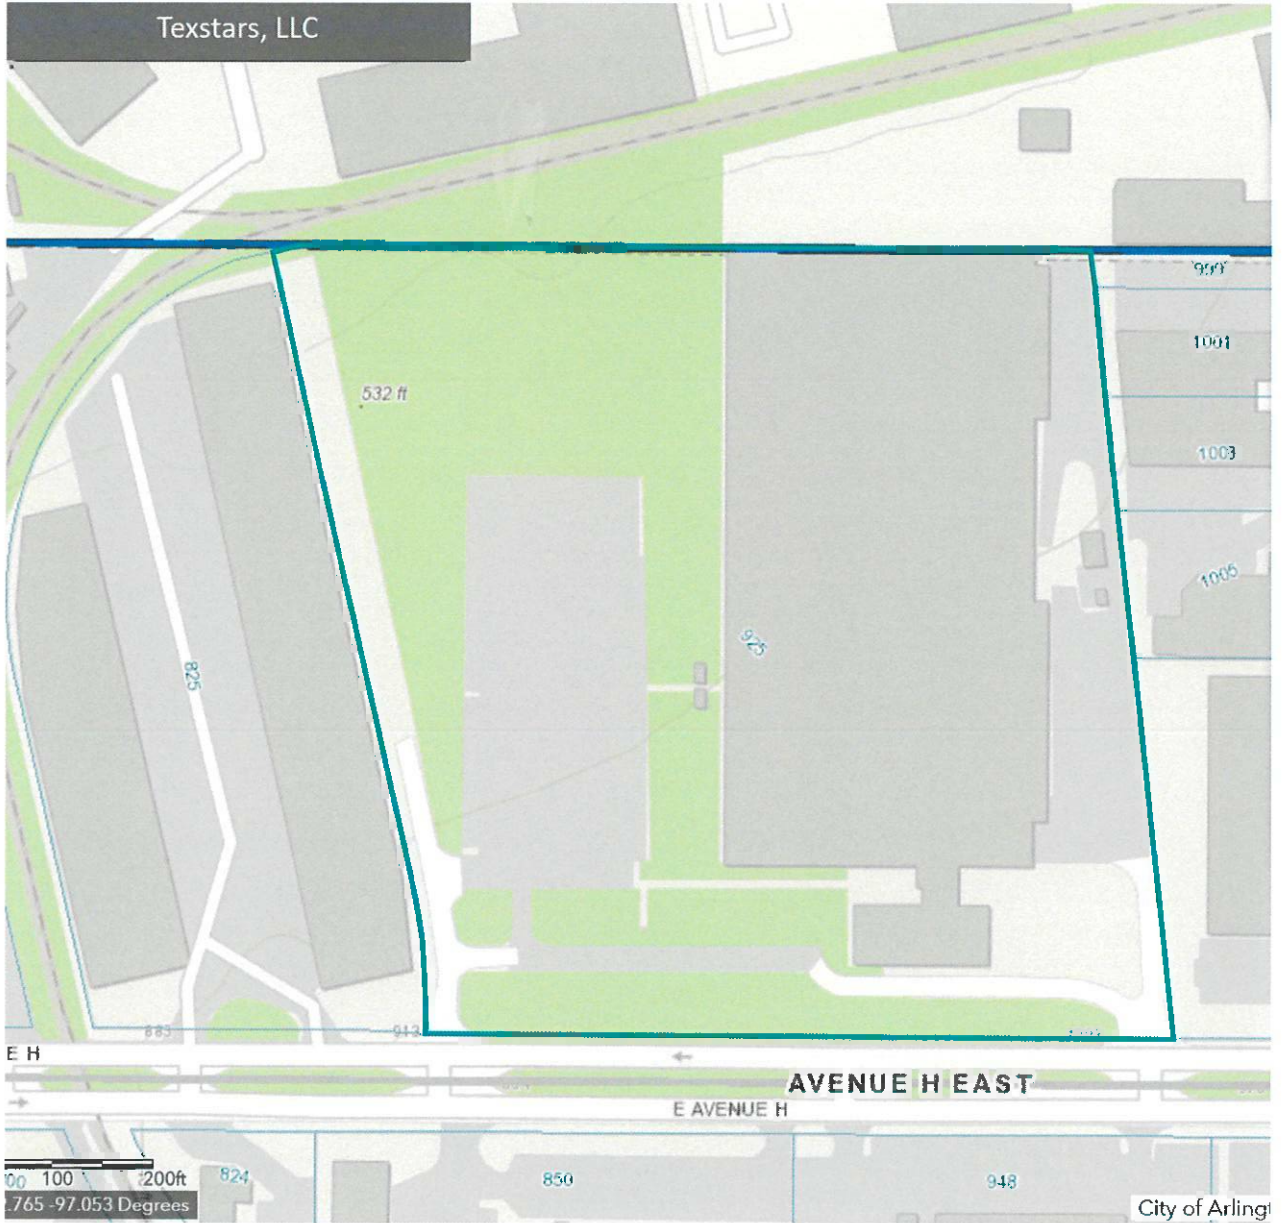 Texstars, LLC
999
1001
532 ft
1003
1005
925
825
883
913
E H
AVENUE H EAST
E AVENUE H
100
200ft
824
850
948
.765 -97.053 Degrees
City of Arling